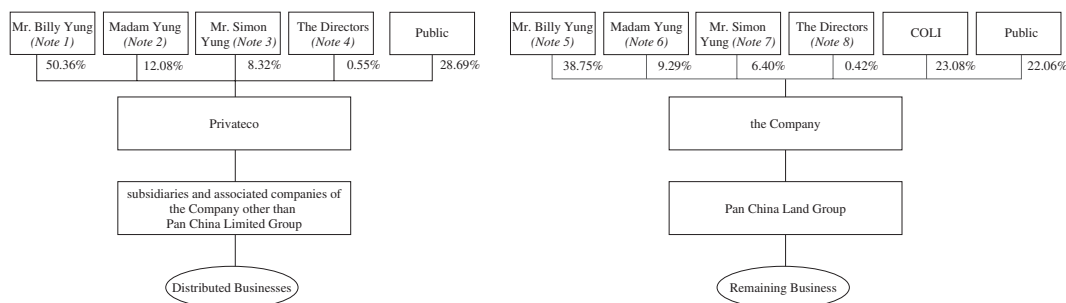 Mr. Billy Yung
(Note 1)
Madam Yung
(Note 2)
Mr. Simon
Yung (Note 3)
The Directors
(Note 4)
Public
50.36%
12.08%
8.32%
0.55%
28.69%
Privateco
subsidiaries and associated companies of
the Company other than
Pan China Limited Group
Distributed Businesses
Mr. Billy Yung
(Note 5)
Madam Yung
(Note 6)
Mr. Simon
Yung (Note 7)
The Directors
(Note 8)
COLI
Public
38.75%
9.29%
6.40%
0.42%
23.08%
22.06%
the Company
Pan China Land Group
Remaining Business